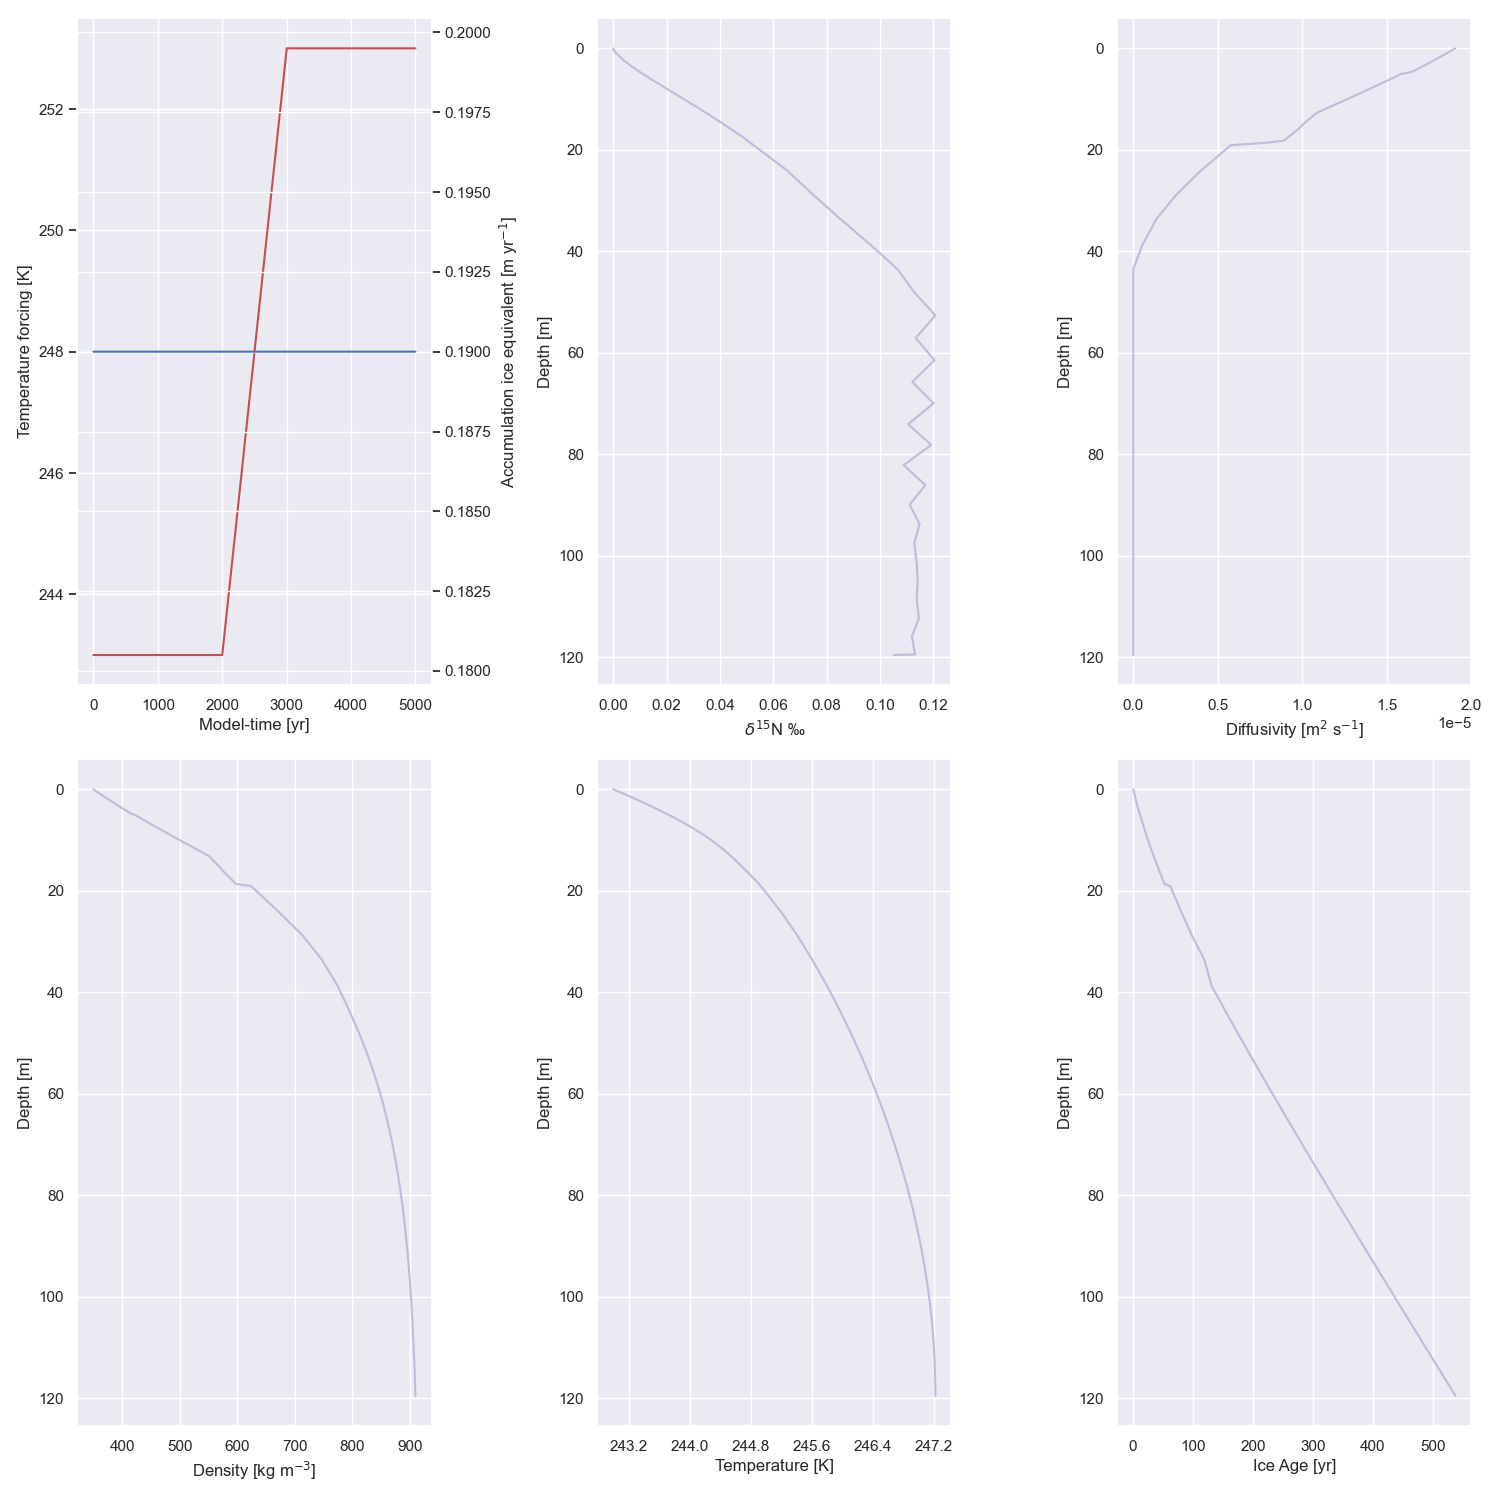 252
250
248
246
244
Temperature forcing [K]
0 1000 2000 3000 4000 5000
Model-time [yr]
0.2000
0.1975
0.1950
0.1925
0.1900
0.1875
0.1850
0.1825
0.1800
Accumulation ice equivalent [m yr⁻¹]
0
20
40
60
80
100
120
Depth [m]
0.00 0.02 0.04 0.06 0.08 0.10 0.12
δ¹⁵N ‰
0
20
40
60
80
100
120
Depth [m]
0.0 0.5 1.0 1.5 2.0
1e−5
Diffusivity [m² s⁻¹]
0
20
40
60
80
100
120
Depth [m]
400 500 600 700 800 900
Density [kg m⁻³]
0
20
40
60
80
100
120
Depth [m]
243.2 244.0 244.8 245.6 246.4 247.2
Temperature [K]
0
20
40
60
80
100
120
Depth [m]
0 100 200 300 400 500
Ice Age [yr]